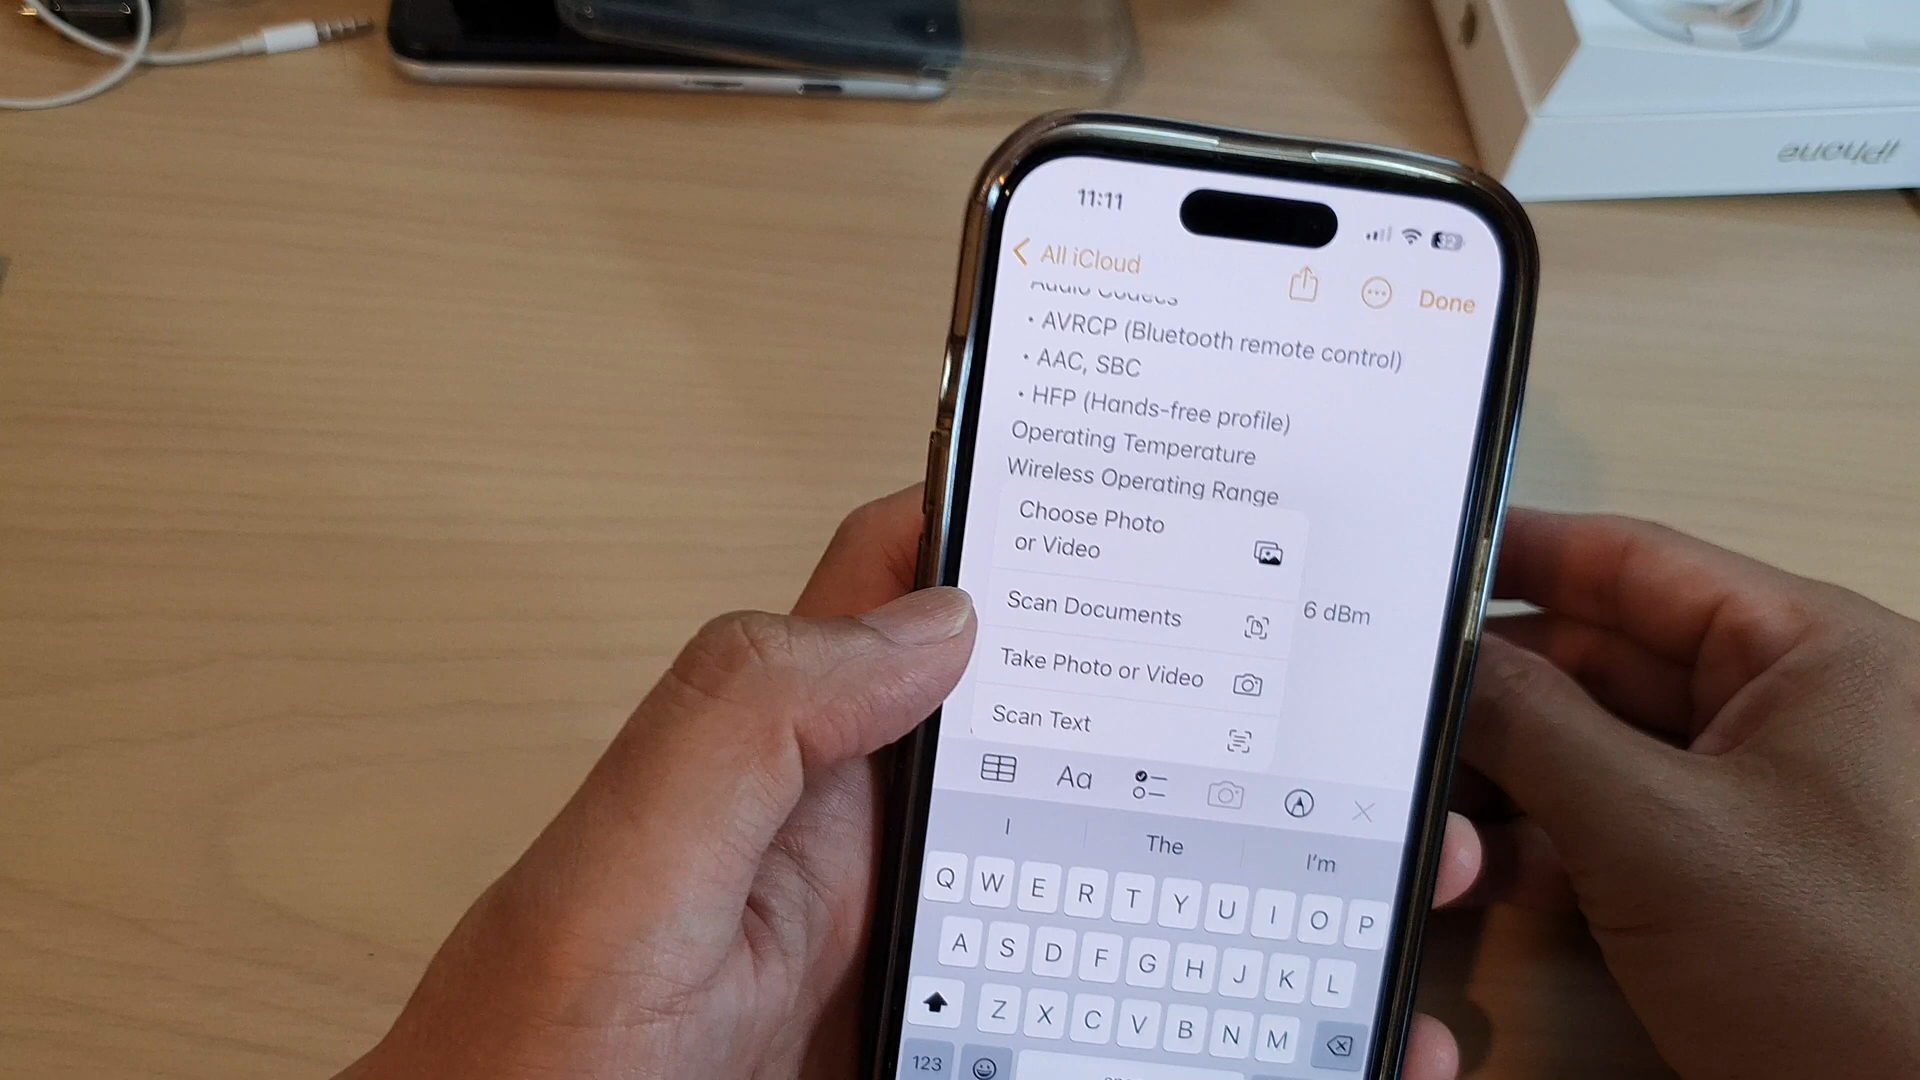 iPhone
11:11
All iCloud
Done
Audio Codecs
• AVRCP (Bluetooth remote control)
• AAC, SBC
• HFP (Hands-free profile)
Operating Temperature
Wireless Operating Range
Choose Photo
or Video
6 dBm
Scan Documents
Take Photo or Video
Scan Text
Aa
I The I'm
Q W E R T Y U I O P
A S D F G H J K L
Z X C V B N M
123